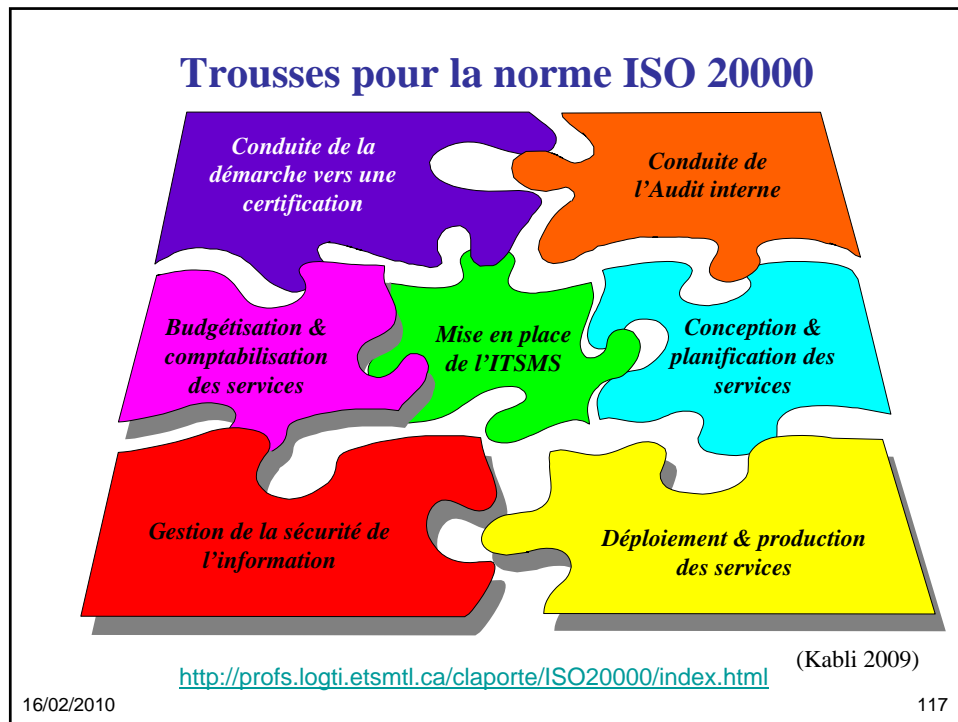 Trousses pour la norme ISO 20000
Conduite de la
démarche vers une
certification
Conduite de
l’Audit interne
Budgétisation &
comptabilisation
des services
Mise en place
de l’ITSMS
Conception &
planification des
services
Gestion de la sécurité de
l’information
Déploiement & production
des services
(Kabli 2009)
http://profs.logti.etsmtl.ca/claporte/ISO20000/index.html
16/02/2010
117